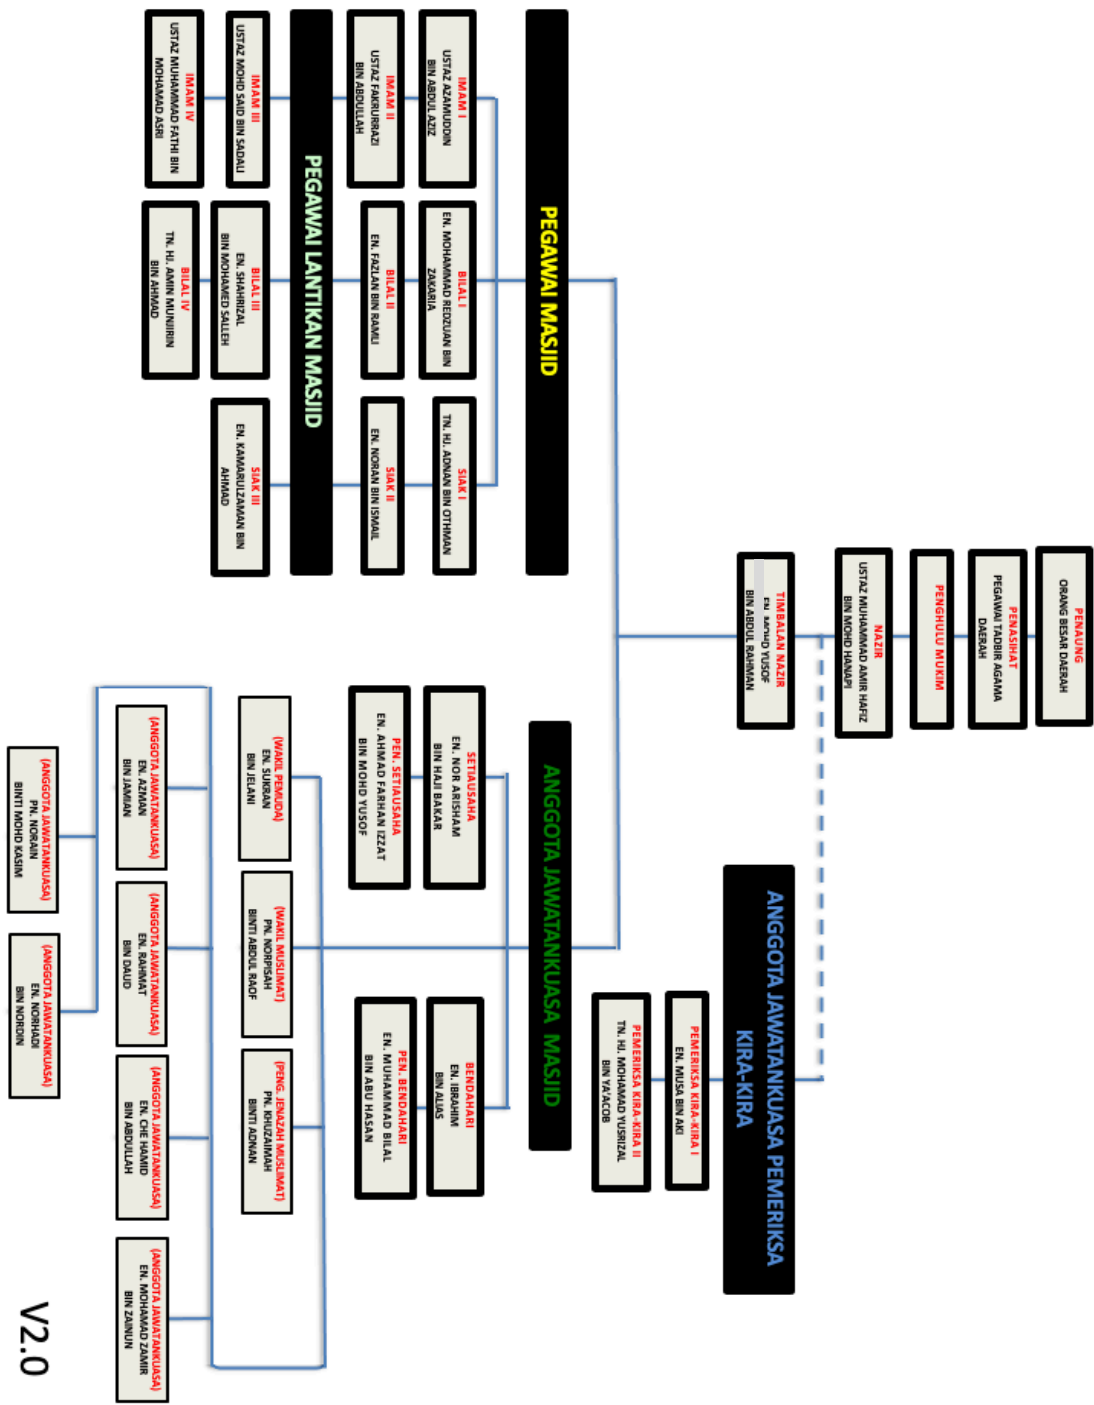 PENAUNG
ORANG BESAR DAERAH
PENASIHAT
PEGAWAI TADBIR AGAMA
DAERAH
PENGHULU MUKIM
NAZIR
USTAZ MUHAMMAD AMIR HAFIZ
BIN MOHD HANAPI
TIMBALAN NAZIR
EN. MOHD YUSOF
BIN ABDUL RAHMAN
ANGGOTA JAWATANKUASA PEMERIKSA
KIRA-KIRA
PEMERIKSA KIRA-KIRA I
EN. MUSA BIN AKI
PEMERIKSA KIRA-KIRA II
TN. HJ. MOHAMAD YUSRIZAL
BIN YA'ACOB
PEGAWAI MASJID
IMAM I
USTAZ AZAMUDDIN
BIN ABDUL AZIZ
BILAL I
EN. MOHAMMAD REDZUAN BIN
ZAKARIA
SIAK I
TN. HJ. ADNAN BIN OTHMAN
IMAM II
USTAZ FAKRURRAZI
BIN ABDULLAH
BILAL II
EN. FAZLAN BIN RAMLI
SIAK II
EN. NORAN BIN ISMAIL
PEGAWAI LANTIKAN MASJID
IMAM III
USTAZ MOHD SAID BIN SADALI
BILAL III
EN. SHAHRIZAL
BIN MOHAMED SALLEH
SIAK III
EN. KAMARULZAMAN BIN
AHMAD
IMAM IV
USTAZ MUHAMMAD FATHI BIN
MOHAMAD ASRI
BILAL IV
TN. HJ. AMIN MUNJIRIN
BIN AHMAD
ANGGOTA JAWATANKUASA MASJID
SETIAUSAHA
EN. NOR ARISHAM
BIN HAJI BAKAR
BENDAHARI
EN. IBRAHIM
BIN ALIAS
PEN. SETIAUSAHA
EN. AHMAD FARHAN IZZAT
BIN MOHD YUSOF
PEN. BENDAHARI
EN. MUHAMMAD BILAL
BIN ABU HASAN
(WAKIL PEMUDA)
EN. SUKRAN
BIN JELANI
(WAKIL MUSLIMAT)
PN. NORPISAH
BINTI ABDUL RAOF
(PENG. JENAZAH MUSLIMAT)
PN. KHUZAIMAH
BINTI ADNAN
(ANGGOTA JAWATANKUASA)
EN. AZMAN
BIN JAMIAN
(ANGGOTA JAWATANKUASA)
EN. RAHMAT
BIN DAUD
(ANGGOTA JAWATANKUASA)
EN. CHE HAMID
BIN ABDULLAH
(ANGGOTA JAWATANKUASA)
EN. MOHAMAD ZAMIR
BIN ZAINUN
(ANGGOTA JAWATANKUASA)
PN. NORAIN
BINTI MOHD KASIM
(ANGGOTA JAWATANKUASA)
EN. NORHADI
BIN NORDIN
V2.0